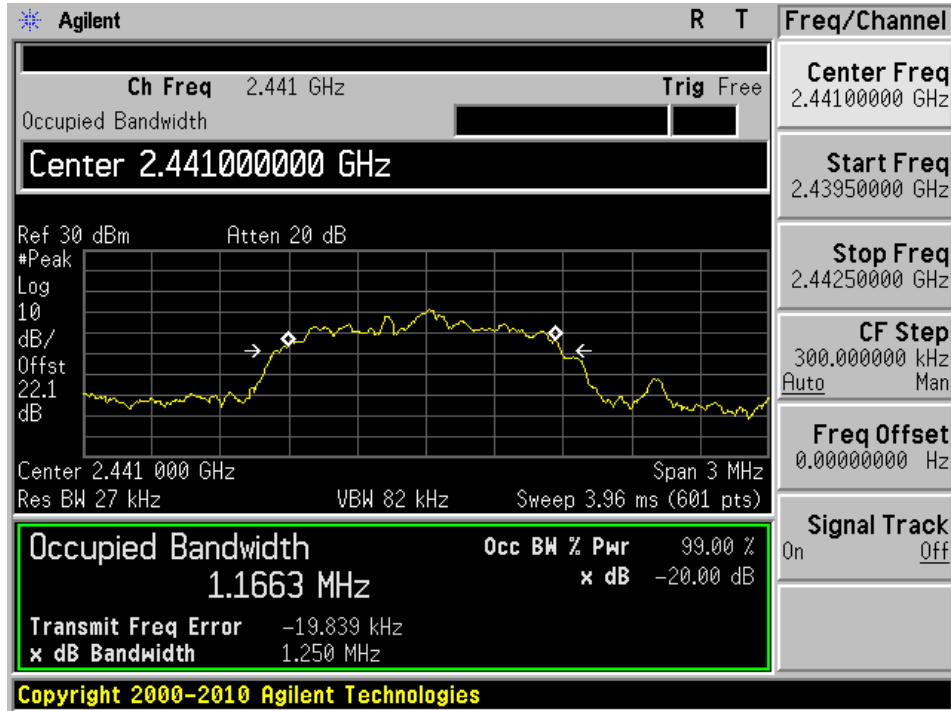 Agilent R T
Freq/Channel
Ch Freq 2.441 GHz Trig Free
Occupied Bandwidth
Center 2.441000000 GHz
Ref 30 dBm Atten 20 dB
#Peak
Log
10
dB/
Offst
22.1
dB
Center 2.441 000 GHz Span 3 MHz
Res BW 27 kHz VBW 82 kHz Sweep 3.96 ms (601 pts)
Occupied Bandwidth Occ BW % Pwr 99.00 %
1.1663 MHz x dB -20.00 dB
Transmit Freq Error -19.839 kHz
x dB Bandwidth 1.250 MHz
Copyright 2000-2010 Agilent Technologies
Center Freq
2.44100000 GHz
Start Freq
2.43950000 GHz
Stop Freq
2.44250000 GHz
CF Step
300.000000 kHz
Auto Man
Freq Offset
0.00000000 Hz
Signal Track
On Off